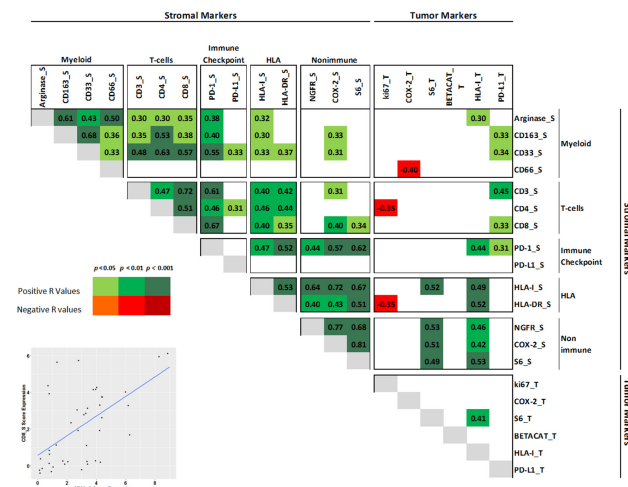 Stromal Markers Tumor Markers
Myeloid T-cells Immune Checkpoint HLA Nonimmune
Arginase_S CD163_S CD33_S CD66_S CD3_S CD4_S CD8_S PD-1_S PD-L1_S HLA-I_S HLA-DR_S NGFR_S COX-2_S S6_S ki67_T COX-2_T S6_T BETACAT_T HLA-I_T PD-L1_T
0.61 0.43 0.50 0.30 0.30 0.35 0.38 0.32 0.30 Arginase_S
0.68 0.36 0.35 0.53 0.38 0.40 0.30 0.33 0.33 CD163_S
Myeloid
0.33 0.48 0.63 0.57 0.55 0.33 0.33 0.37 0.31 0.34 CD33_S
-0.40 CD66_S
0.47 0.72 0.61 0.40 0.42 0.31 0.45 CD3_S
0.51 0.46 0.31 0.46 0.44 -0.35 CD4_S T-cells
0.67 0.40 0.35 0.40 0.34 0.33 CD8_S
0.47 0.52 0.44 0.57 0.62 0.44 0.31 PD-1_S Immune
PD-L1_S Checkpoint
p <0.05 p <0.01 p < 0.001
Positive R Values
Negative R values
0.53 0.64 0.72 0.67 0.52 0.49 HLA-I_S
HLA
0.40 0.43 0.51 -0.35 0.52 HLA-DR_S
0.77 0.68 0.53 0.46 NGFR_S
0.81 0.51 0.42 COX-2_S Non
immune
0.49 0.53 S6_S
ki67_T
COX-2_T
0.41 S6_T
BETACAT_T
HLA-I_T
PD-L1_T
CD8_S Score Expression
6
4
2
0
0 2 4 6 8